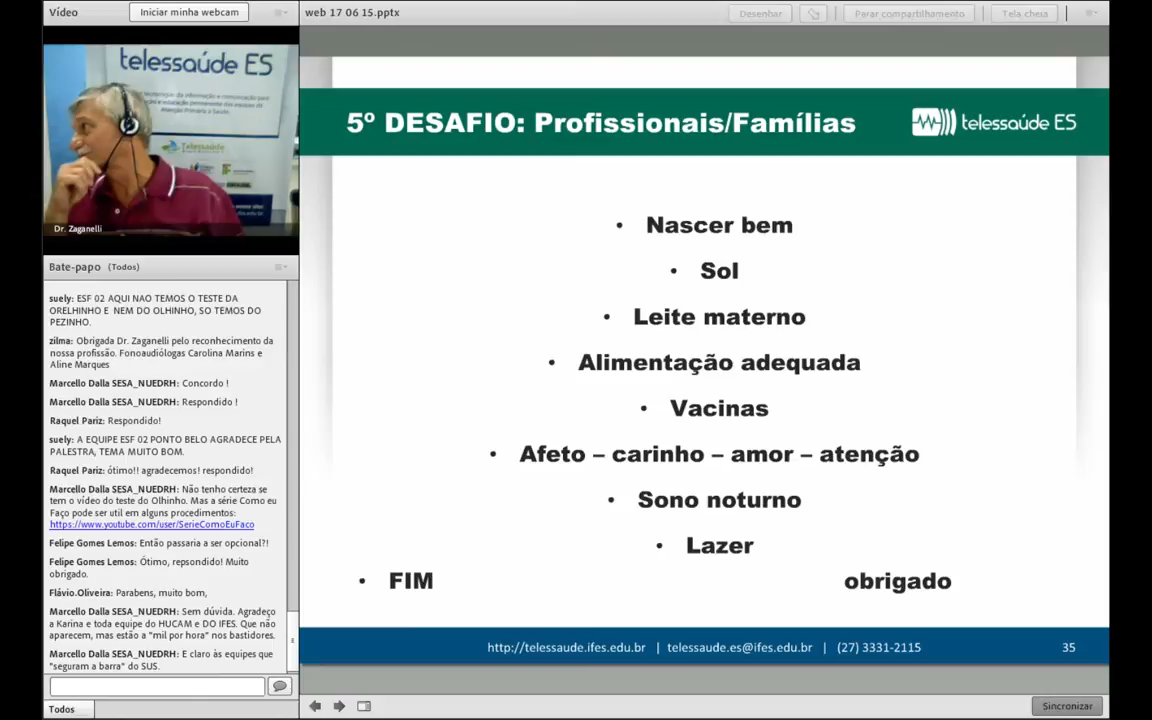 Vídeo
Iniciar minha webcam
web 17 06 15.pptx
Desenhar
Parar compartilhamento
Tela cheia
telessaúde ES
Telessaúde
Dr. Zaganelli
Bate-papo (Todos)
suely: ESF 02 AQUI NAO TEMOS O TESTE DA
ORELHINHO E NEM DO OLHINHO, SO TEMOS DO
PEZINHO.
zilma: Obrigada Dr. Zaganelli pelo reconhecimento da
nossa profissão. Fonoaudiólogas Carolina Marins e
Aline Marques
Marcello Dalla SESA_NUEDRH: Concordo !
Marcello Dalla SESA_NUEDRH: Respondido !
Raquel Pariz: Respondido!
suely: A EQUIPE ESF 02 PONTO BELO AGRADECE PELA
PALESTRA, TEMA MUITO BOM.
Raquel Pariz: ótimo!! agradecemos! respondido!
Marcello Dalla SESA_NUEDRH: Não tenho certeza se
tem o vídeo do teste do Olhinho. Mas a série Como eu
Faço pode ser util em alguns procedimentos:
https://www.youtube.com/user/SerieComoEuFaco
Felipe Gomes Lemos: Então passaria a ser opcional?!
Felipe Gomes Lemos: Ótimo, repsondido! Muito
obrigado.
Flávio.Oliveira: Parabens, muito bom,
Marcello Dalla SESA_NUEDRH: Sem dúvida. Agradeço
a Karina e toda equipe do HUCAM e DO IFES. Que não
aparecem, mas estão a "mil por hora" nos bastidores.
Marcello Dalla SESA_NUEDRH: E claro às equipes que
"seguram a barra" do SUS.
Todos
5º DESAFIO: Profissionais/Famílias
telessaúde ES
• Nascer bem
• Sol
• Leite materno
• Alimentação adequada
• Vacinas
• Afeto – carinho – amor – atenção
• Sono noturno
• Lazer
• FIM obrigado
http://telessaude.ifes.edu.br | telessaude.es@ifes.edu.br | (27) 3331-2115
35
Sincronizar